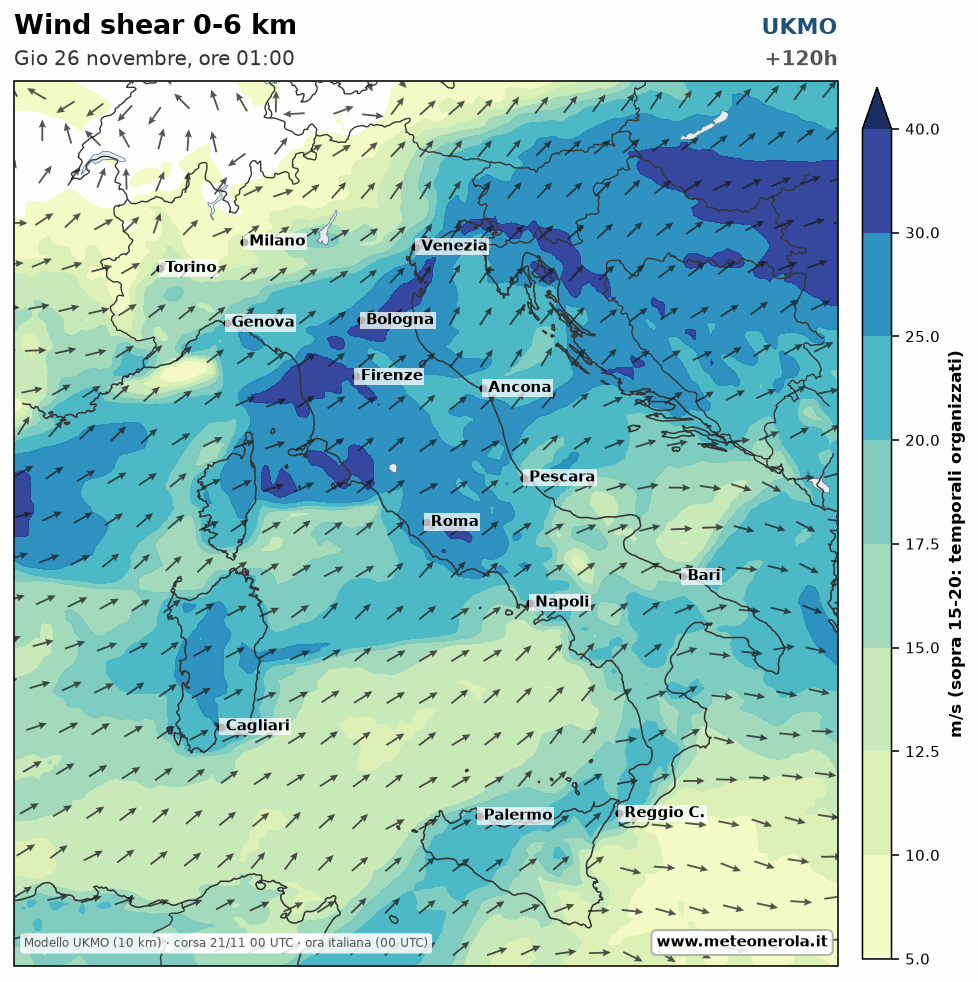 Wind shear 0-6 km
UKMO
Gio 26 novembre, ore 01:00
+120h
Milano
Venezia
Torino
Genova
Bologna
Firenze
Ancona
Pescara
Roma
Bari
Napoli
Cagliari
Palermo
Reggio C.
Modello UKMO (10 km) · corsa 21/11 00 UTC · ora italiana (00 UTC)
www.meteonerola.it
40.0
30.0
25.0
20.0
17.5
15.0
12.5
10.0
5.0
m/s (sopra 15-20: temporali organizzati)